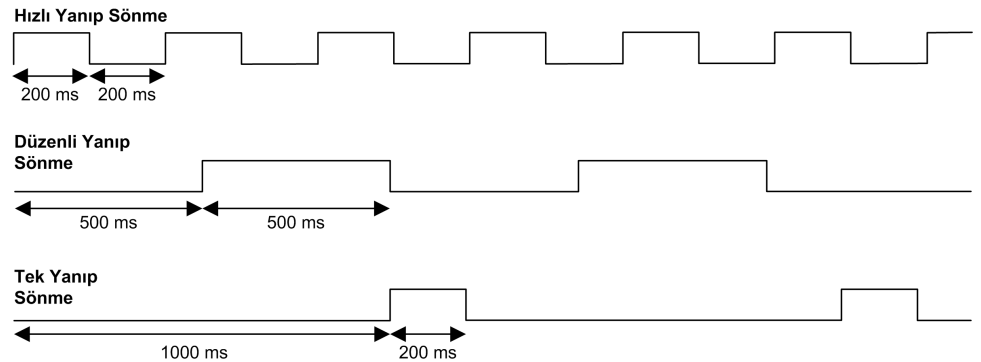 Hızlı Yanıp Sönme
200 ms 200 ms
Düzenli Yanıp
Sönme
500 ms 500 ms
Tek Yanıp
Sönme
1000 ms 200 ms